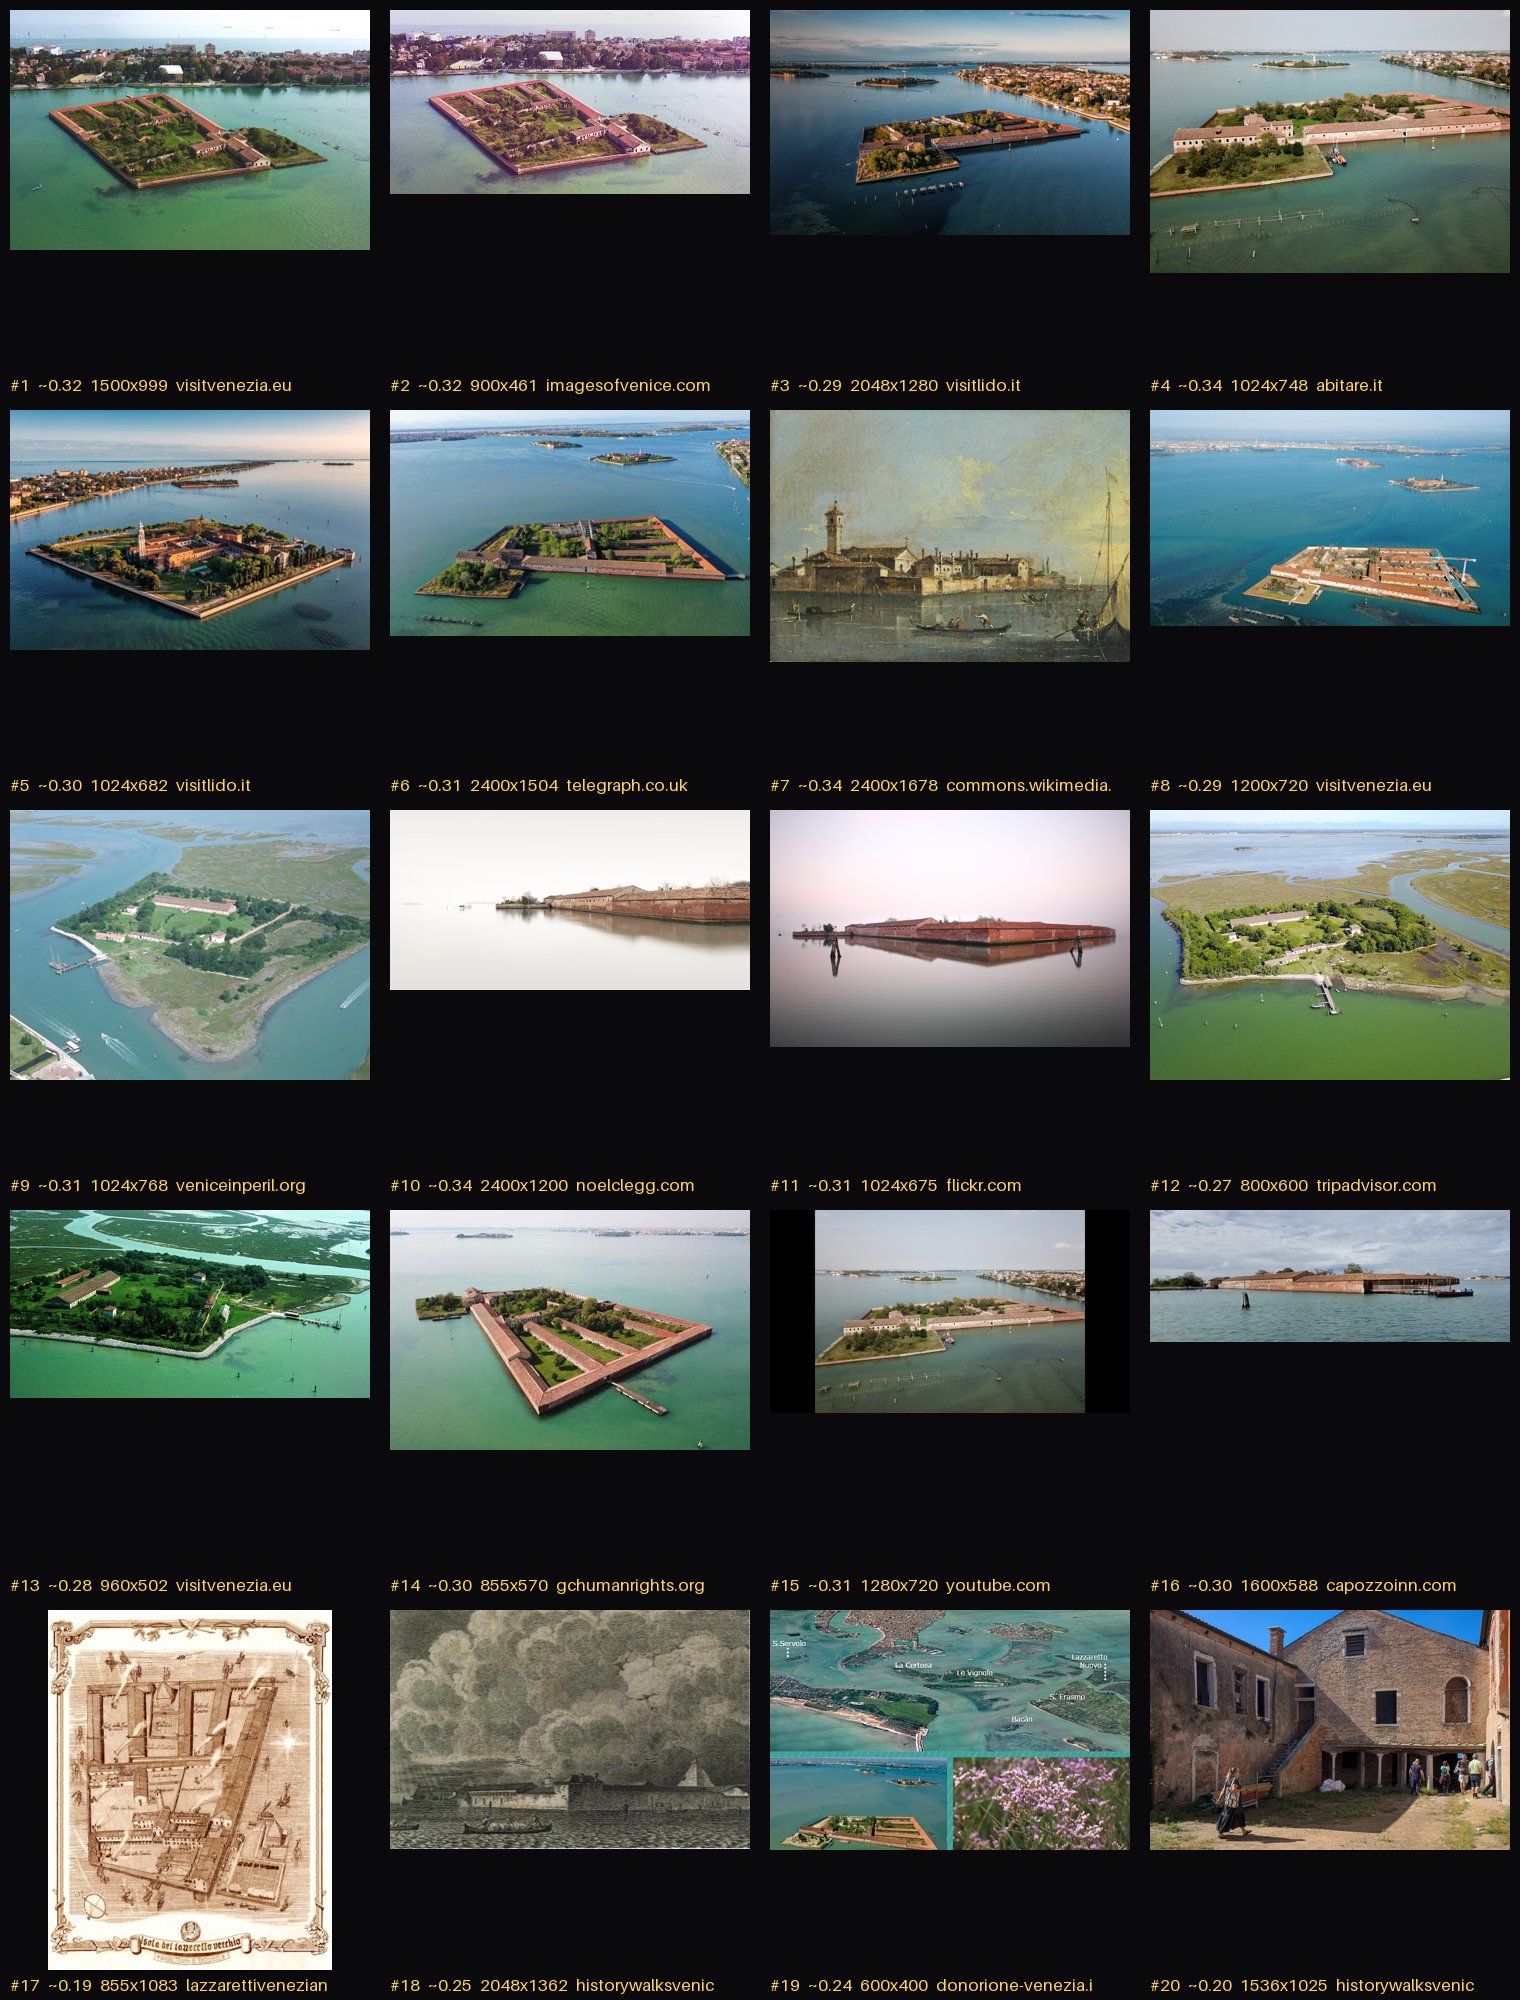 #1 ~0.32 1500x999 visitvenezia.eu
#2 ~0.32 900x461 imagesofvenice.com
#3 ~0.29 2048x1280 visitlido.it
#4 ~0.34 1024x748 abitare.it
#5 ~0.30 1024x682 visitlido.it
#6 ~0.31 2400x1504 telegraph.co.uk
#7 ~0.34 2400x1678 commons.wikimedia.
#8 ~0.29 1200x720 visitvenezia.eu
#9 ~0.31 1024x768 veniceinperil.org
#10 ~0.34 2400x1200 noelclegg.com
#11 ~0.31 1024x675 flickr.com
#12 ~0.27 800x600 tripadvisor.com
#13 ~0.28 960x502 visitvenezia.eu
#14 ~0.30 855x570 gchumanrights.org
#15 ~0.31 1280x720 youtube.com
#16 ~0.30 1600x588 capozzoinn.com
S.Servolo
La Certosa
Le Vignole
Lazzaretto
Nuovo
S. Erasmo
Bacàn
Isola del lazzeretto vecchio
#17 ~0.19 855x1083 lazzarettivenezian
#18 ~0.25 2048x1362 historywalksvenic
#19 ~0.24 600x400 donorione-venezia.i
#20 ~0.20 1536x1025 historywalksvenic